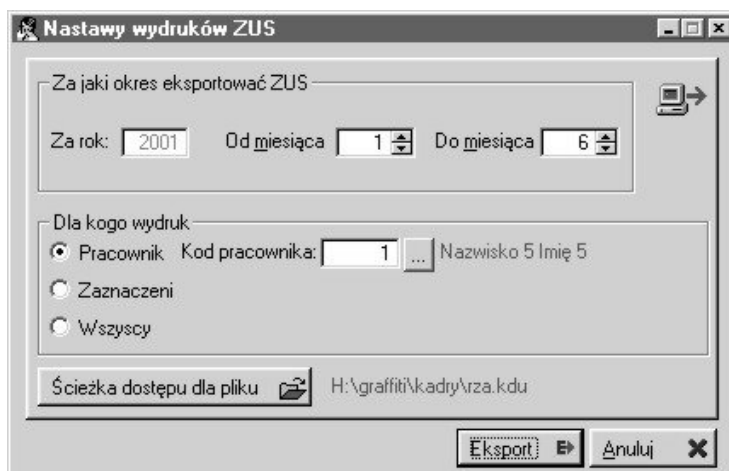 Nastawy wydruków ZUS
Za jaki okres eksportować ZUS
Za rok: 2001 Od miesiąca 1 Do miesiąca 6
Dla kogo wydruk
Pracownik Kod pracownika: 1 ... Nazwisko 5 Imię 5
Zaznaczeni
Wszyscy
Ścieżka dostępu dla pliku H:\graffiti\kadry\rza.kdu
Eksport Anuluj